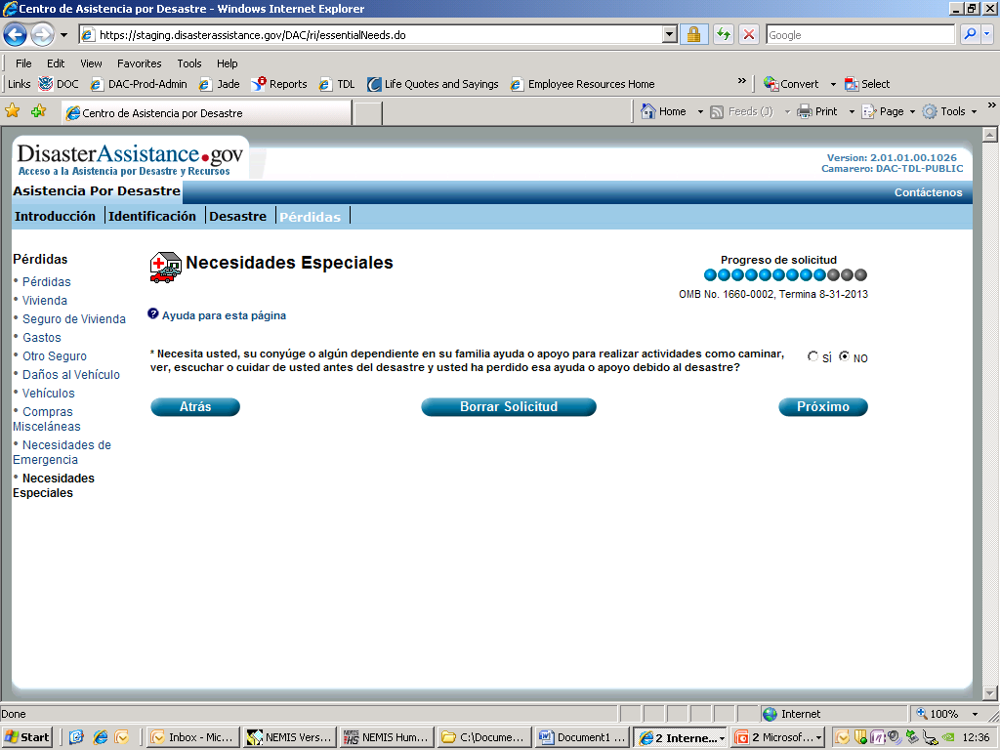 Centro de Asistencia por Desastre - Windows Internet Explorer
https://staging.disasterassistance.gov/DAC/ri/essentialNeeds.do
Google
File Edit View Favorites Tools Help
Links DOC DAC-Prod-Admin Jade Reports TDL Life Quotes and Sayings Employee Resources Home » Convert Select
Centro de Asistencia por Desastre
Home Feeds (J) Print Page Tools »
DisasterAssistance.gov
Acceso a la Asistencia por Desastre y Recursos
Version: 2.01.01.00.1026
Camarero: DAC-TDL-PUBLIC
Asistencia Por Desastre
Contáctenos
Introducción Identificación Desastre Pérdidas
Pérdidas
• Pérdidas
• Vivienda
• Seguro de Vivienda
• Gastos
• Otro Seguro
• Daños al Vehículo
• Vehículos
• Compras
Misceláneas
• Necesidades de
Emergencia
• Necesidades
Especiales
Necesidades Especiales
Progreso de solicitud
OMB No. 1660-0002, Termina 8-31-2013
? Ayuda para esta página
* Necesita usted, su conyúge o algún dependiente en su familia ayuda o apoyo para realizar actividades como caminar,
ver, escuchar o cuidar de usted antes del desastre y usted ha perdido esa ayuda o apoyo debido al desastre?
SÍ NO
Atrás Borrar Solicitud Próximo
Done
Internet
100%
Start Inbox - Mic... NEMIS Vers... NEMIS Hum... C:\Docume... Document1 ... 2 Interne... 2 Microsof... 12:36